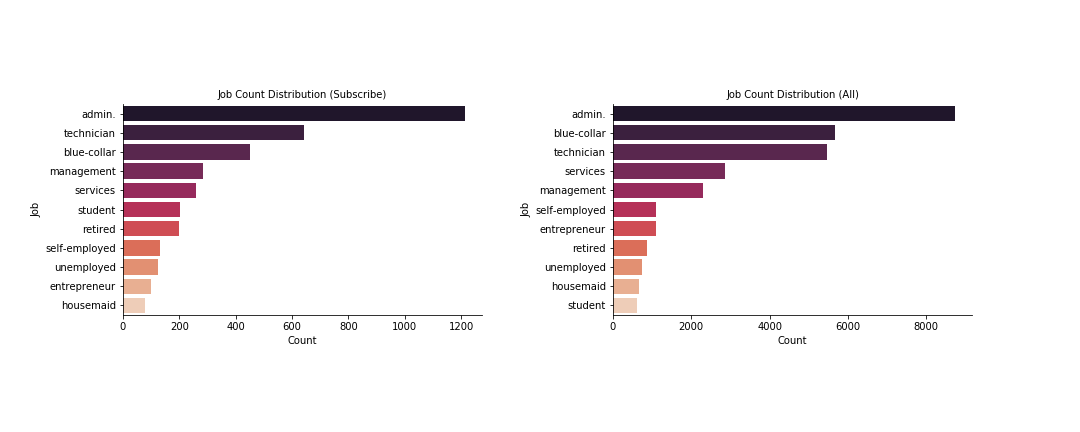 Job Count Distribution (Subscribe)
admin.
technician
blue-collar
management
services
student
retired
self-employed
unemployed
entrepreneur
housemaid
Job
0 200 400 600 800 1000 1200
Count
Job Count Distribution (All)
admin.
blue-collar
technician
services
management
self-employed
entrepreneur
retired
unemployed
housemaid
student
Job
0 2000 4000 6000 8000
Count